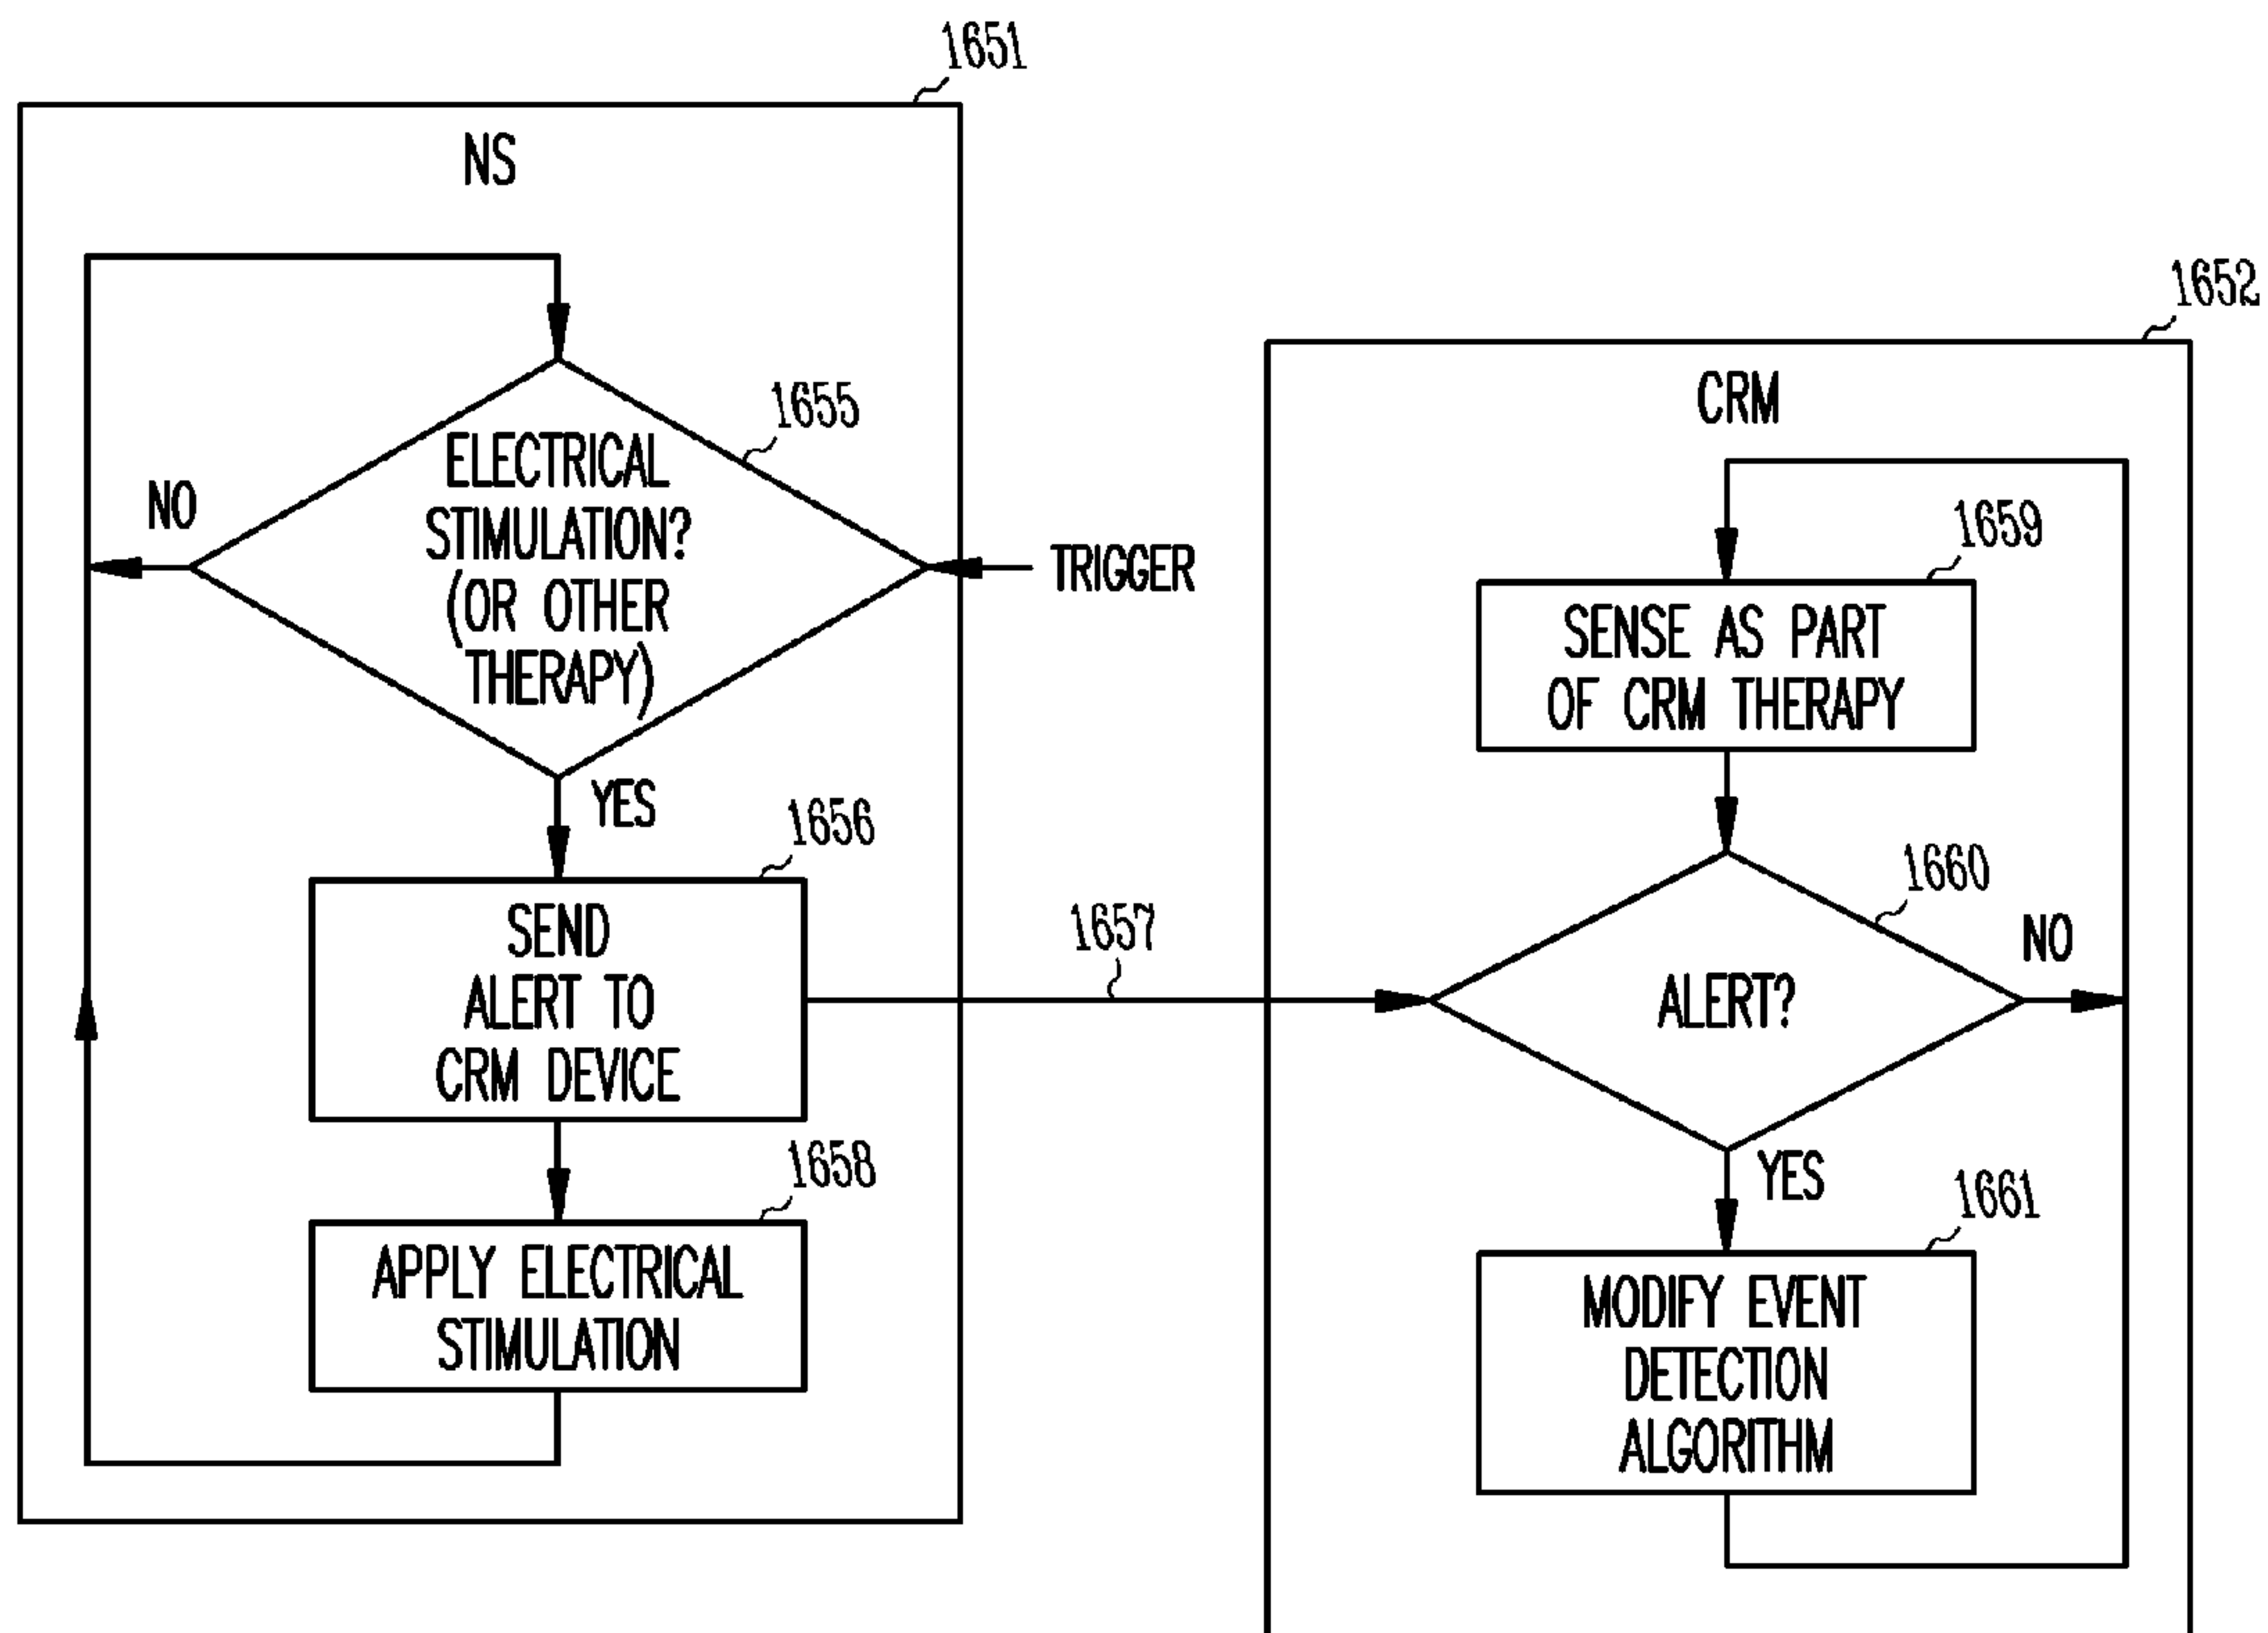 1651
NS
1655
ELECTRICAL
STIMULATION?
(OR OTHER
THERAPY)
NO
TRIGGER
YES
1656
SEND
ALERT TO
CRM DEVICE
1657
1658
APPLY ELECTRICAL
STIMULATION
1652
CRM
1659
SENSE AS PART
OF CRM THERAPY
1660
ALERT?
NO
YES
1661
MODIFY EVENT
DETECTION
ALGORITHM